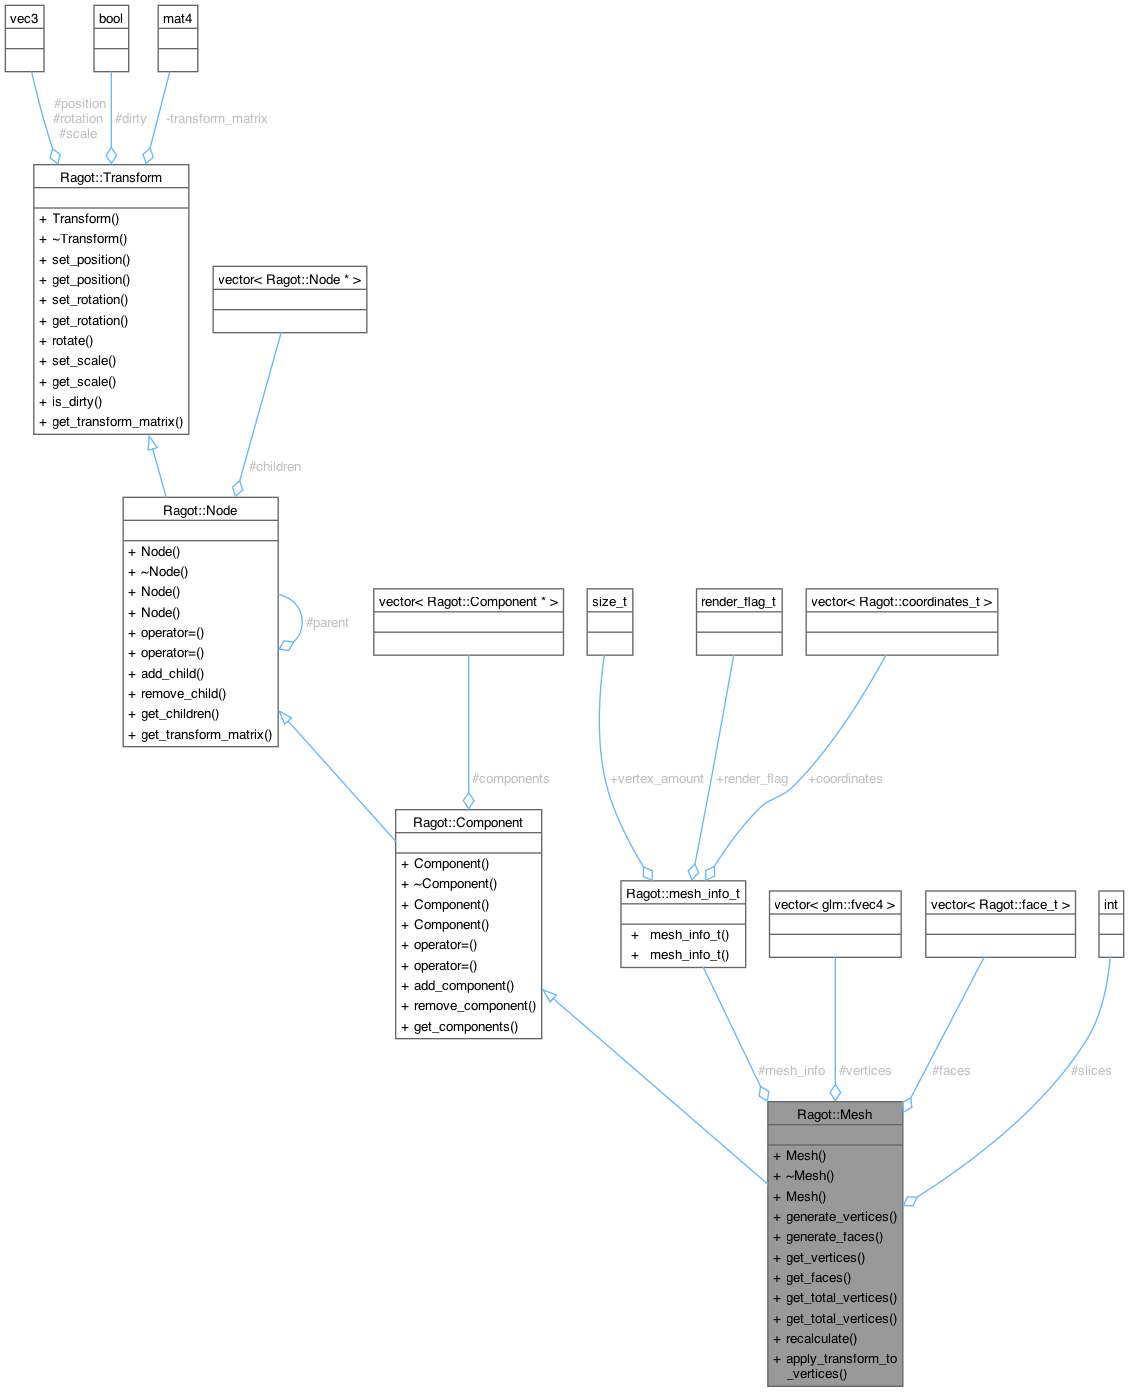 vec3
bool
mat4
#position
#rotation
#scale
#dirty
-transform_matrix
Ragot::Transform
+ Transform()
+ ~Transform()
+ set_position()
+ get_position()
+ set_rotation()
+ get_rotation()
+ rotate()
+ set_scale()
+ get_scale()
+ is_dirty()
+ get_transform_matrix()
vector< Ragot::Node * >
#children
Ragot::Node
+ Node()
+ ~Node()
+ Node()
+ Node()
+ operator=()
+ operator=()
+ add_child()
+ remove_child()
+ get_children()
+ get_transform_matrix()
#parent
vector< Ragot::Component * >
size_t
render_flag_t
vector< Ragot::coordinates_t >
#components
+vertex_amount
+render_flag
+coordinates
Ragot::Component
+ Component()
+ ~Component()
+ Component()
+ Component()
+ operator=()
+ operator=()
+ add_component()
+ remove_component()
+ get_components()
Ragot::mesh_info_t
+ mesh_info_t()
+ mesh_info_t()
vector< glm::fvec4 >
vector< Ragot::face_t >
int
#mesh_info
#vertices
#faces
#slices
Ragot::Mesh
+ Mesh()
+ ~Mesh()
+ Mesh()
+ generate_vertices()
+ generate_faces()
+ get_vertices()
+ get_faces()
+ get_total_vertices()
+ get_total_vertices()
+ recalculate()
+ apply_transform_to
_vertices()